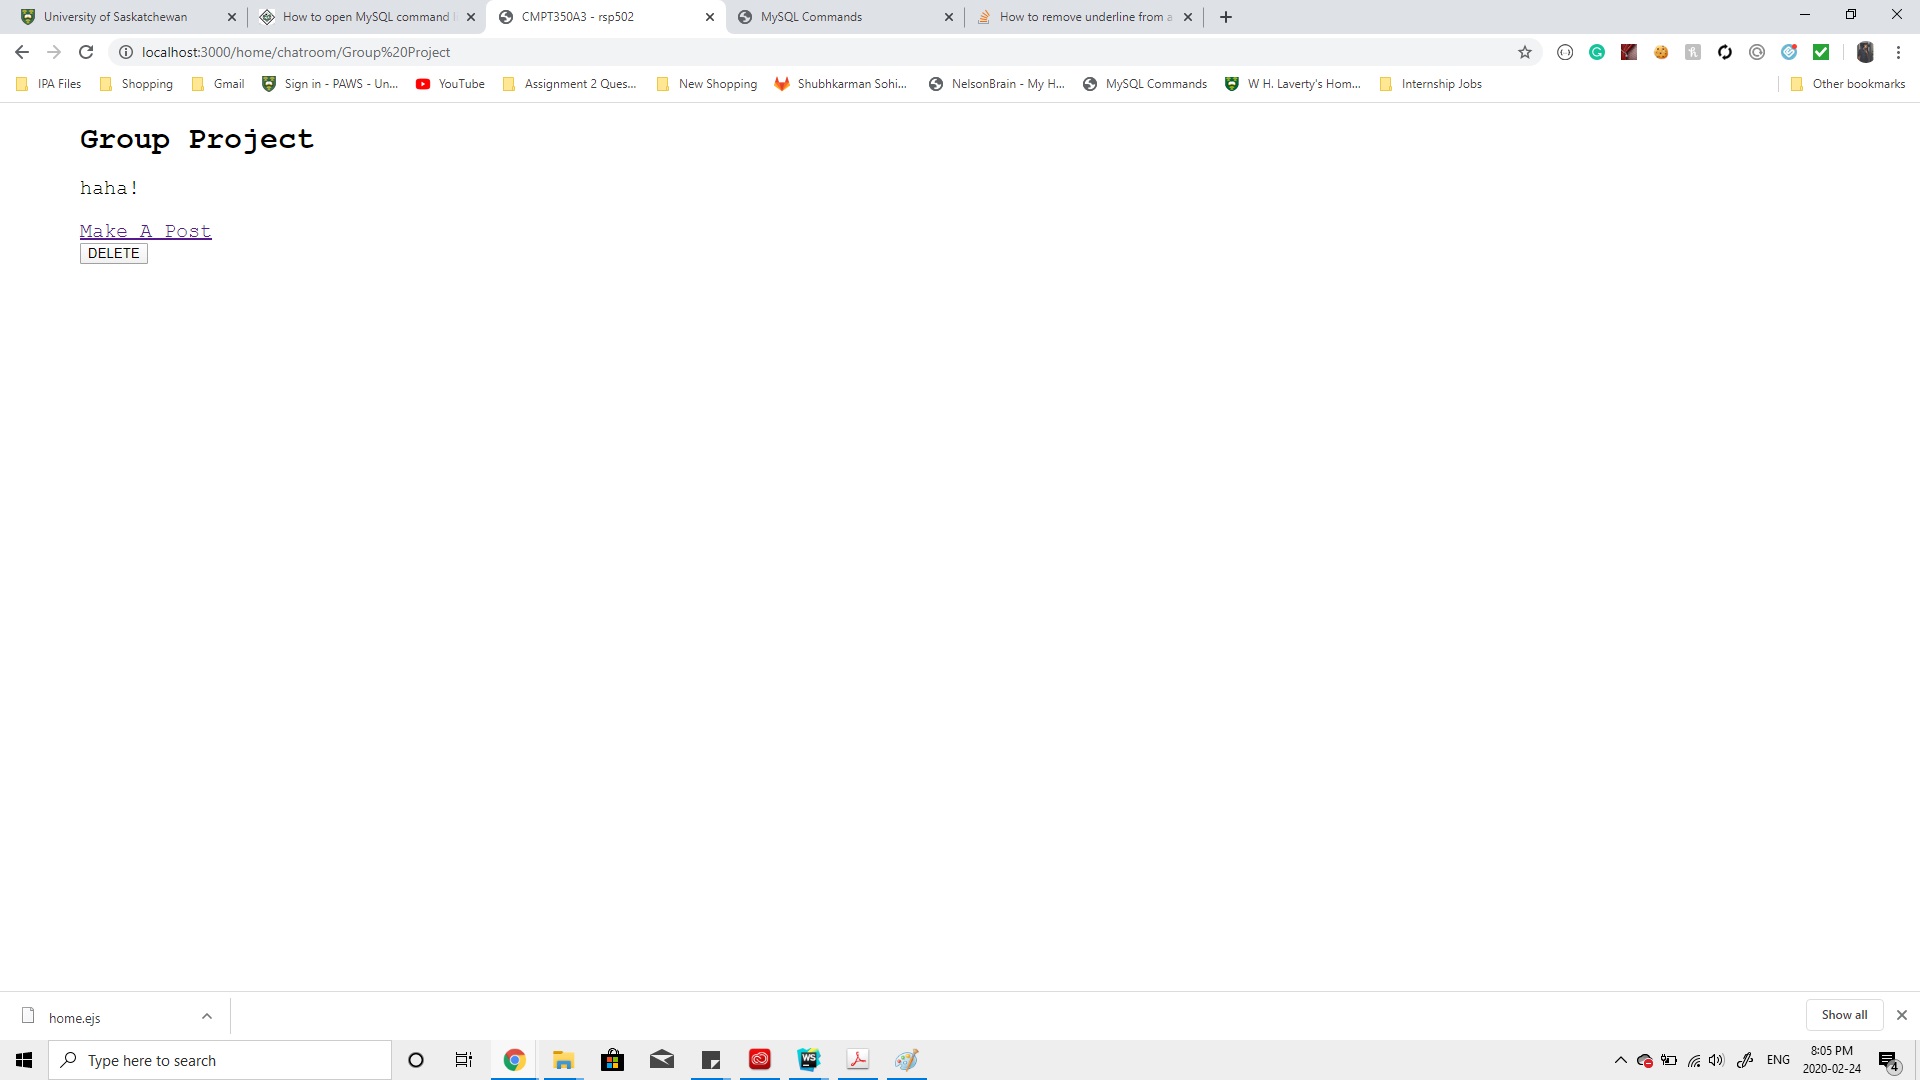 University of Saskatchewan
How to open MySQL command l
CMPT350A3 - rsp502
MySQL Commands
How to remove underline from a
localhost:3000/home/chatroom/Group%20Project
IPA Files
Shopping
Gmail
Sign in - PAWS - Un...
YouTube
Assignment 2 Ques...
New Shopping
Shubhkarman Sohi...
NelsonBrain - My H...
MySQL Commands
W H. Laverty's Hom...
Internship Jobs
Other bookmarks
Group Project
haha!
Make A Post
DELETE
home.ejs
Show all
Type here to search
WS
ENG
8:05 PM
2020-02-24
4